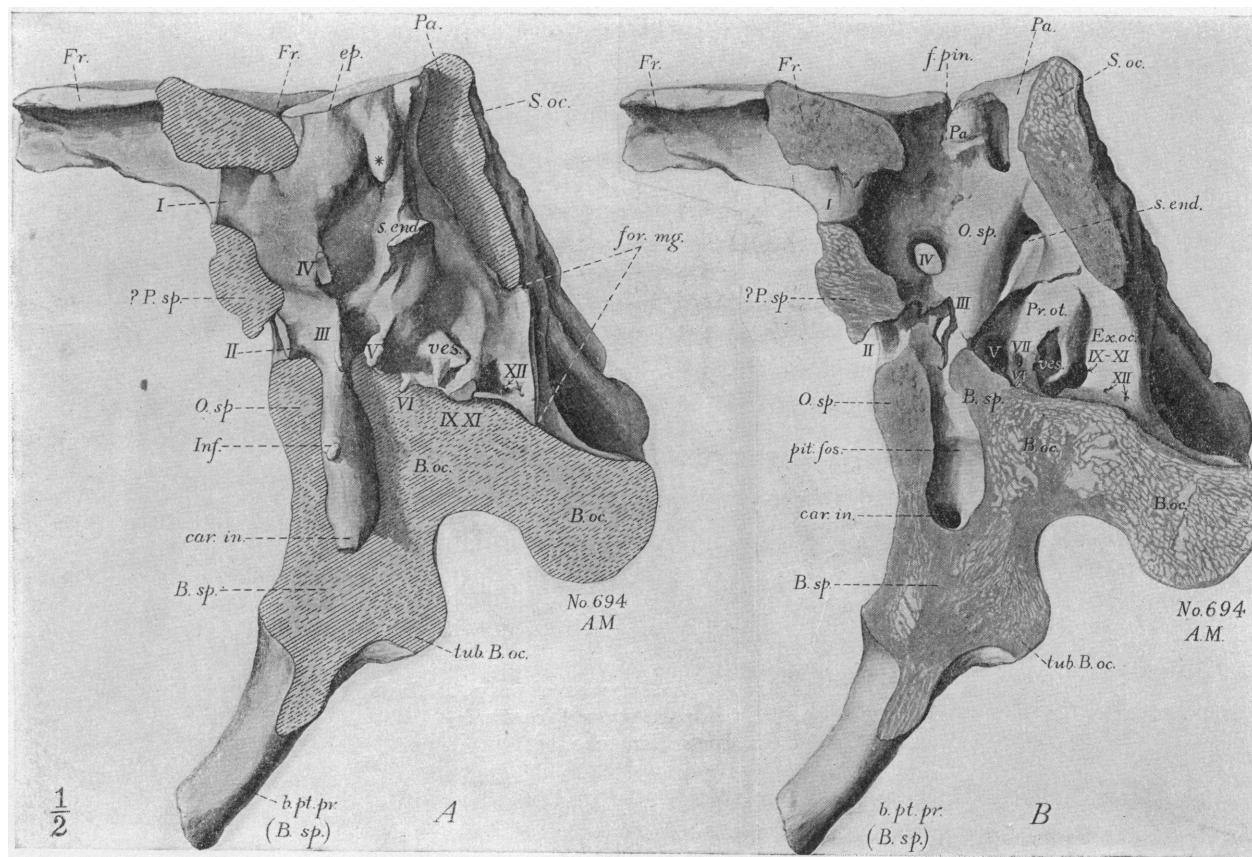 Fr.
Fr.
ep.
Pa.
S. oc.
*
I
s. end.
for. mg.
IV
? P. sp.
III
II
V
ves.
XII
VI
IX XI
O. sp
Inf.
B. oc.
B. oc.
car. in.
B. sp.
No. 694
A.M
tub. B. oc.
b. pt. pr.
(B. sp.)
A
1/2
Fr.
Fr.
f. pin.
Pa.
S. oc.
Pa.
I
O. sp.
s. end.
IV
? P. sp
III
Pr. ot.
II
V
VII
VI
ves.
Ex. oc.
IX-XI
XII
O. sp
B. sp.
pit. fos.
B. oc.
B. oc.
car. in.
B. sp
No. 694
A.M.
tub. B. oc.
b. pt. pr.
(B. sp.)
B